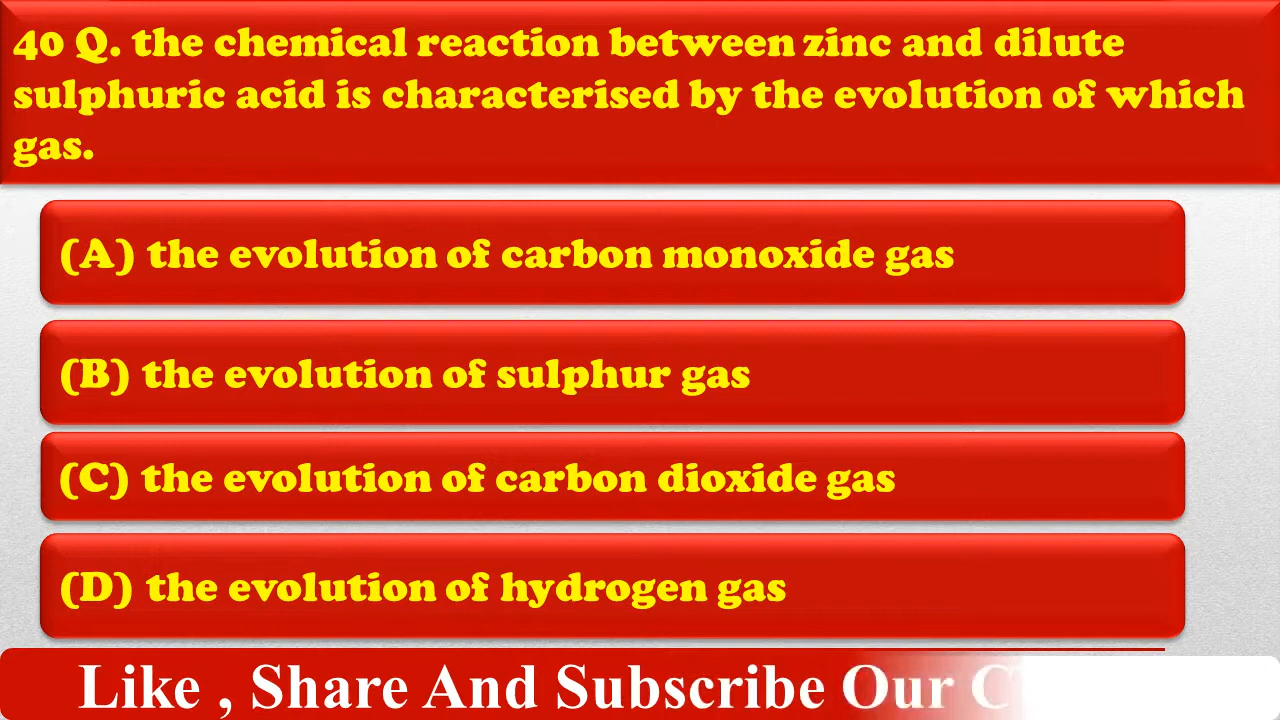 40 Q. the chemical reaction between zinc and dilute
sulphuric acid is characterised by the evolution of which
gas.
(A) the evolution of carbon monoxide gas
(B) the evolution of sulphur gas
(C) the evolution of carbon dioxide gas
(D) the evolution of hydrogen gas
Like , Share And Subscribe Our